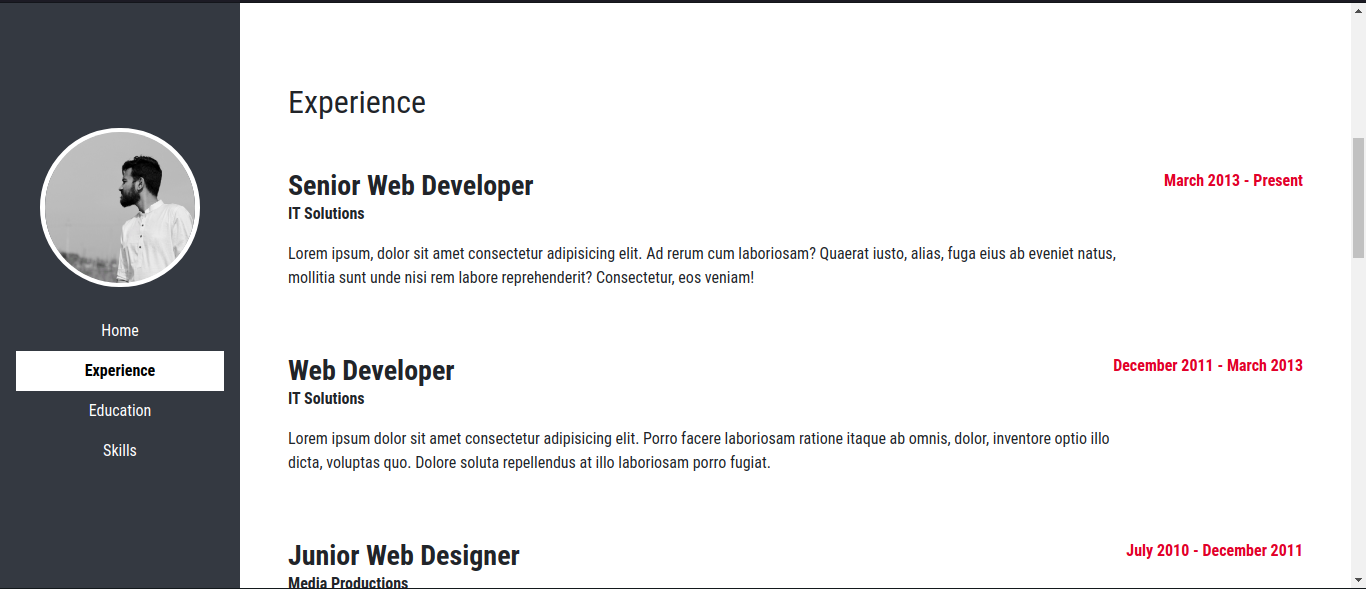 Home
Experience
Education
Skills
Experience
Senior Web Developer
March 2013 - Present
IT Solutions
Lorem ipsum, dolor sit amet consectetur adipisicing elit. Ad rerum cum laboriosam? Quaerat iusto, alias, fuga eius ab eveniet natus,
mollitia sunt unde nisi rem labore reprehenderit? Consectetur, eos veniam!
Web Developer
December 2011 - March 2013
IT Solutions
Lorem ipsum dolor sit amet consectetur adipisicing elit. Porro facere laboriosam ratione itaque ab omnis, dolor, inventore optio illo
dicta, voluptas quo. Dolore soluta repellendus at illo laboriosam porro fugiat.
Junior Web Designer
July 2010 - December 2011
Media Productions